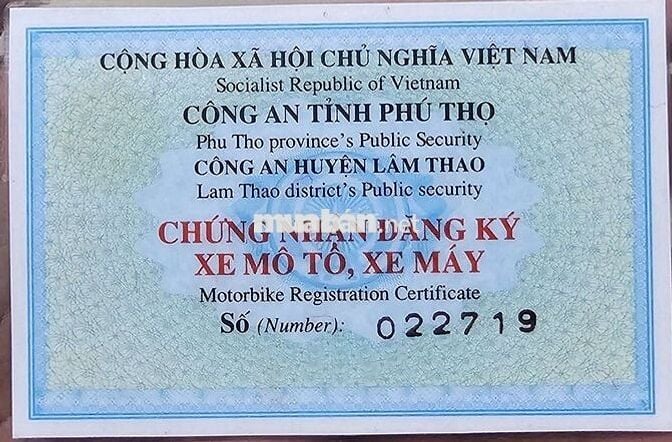 CỘNG HÒA XÃ HỘI CHỦ NGHĨA VIỆT NAM
Socialist Republic of Vietnam
CÔNG AN TỈNH PHÚ THỌ
Phu Tho province's Public Security
CÔNG AN HUYỆN LÂM THAO
Lam Thao district's Public security
muaban.net
CHỨNG NHẬN ĐĂNG KÝ
XE MÔ TÔ, XE MÁY
Motorbike Registration Certificate
Số (Number): 022719